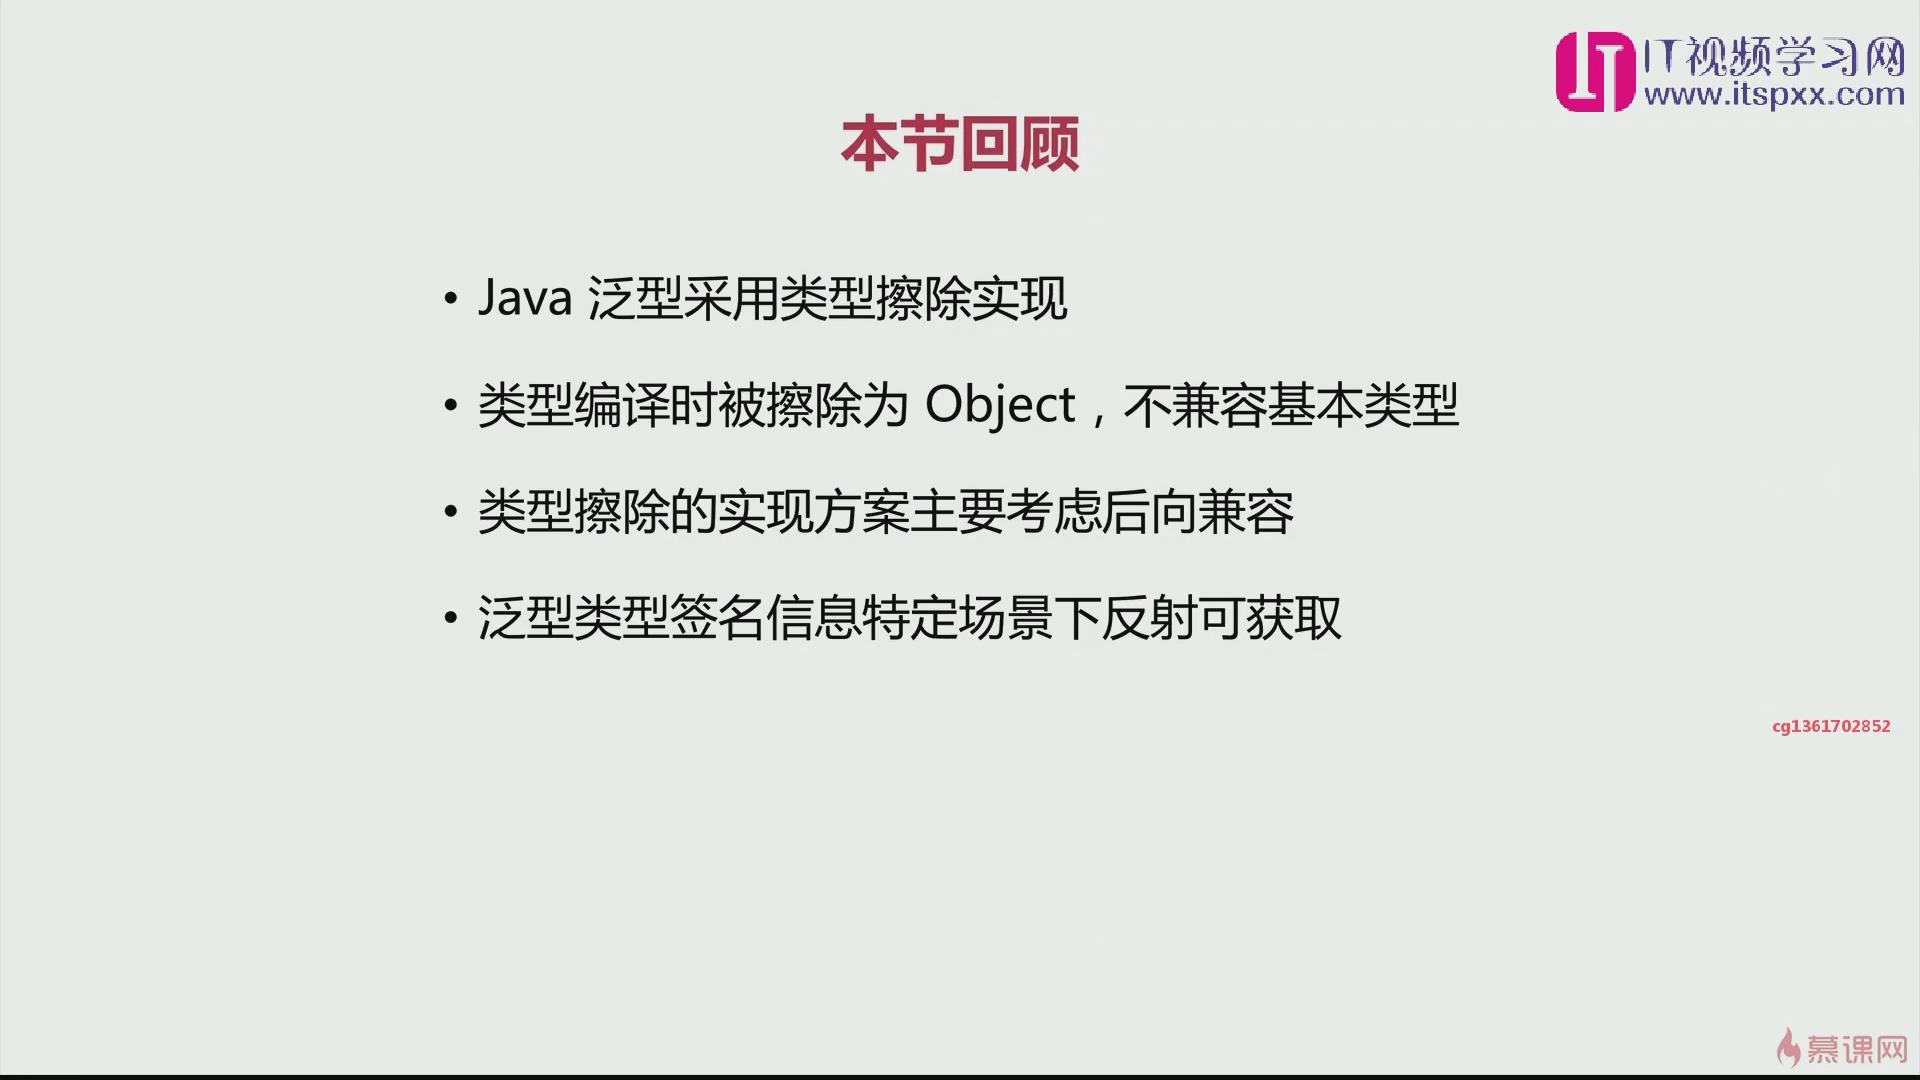 IT视频学习网
www.itspxx.com
本节回顾
• Java 泛型采用类型擦除实现
• 类型编译时被擦除为 Object，不兼容基本类型
• 类型擦除的实现方案主要考虑后向兼容
• 泛型类型签名信息特定场景下反射可获取
cg1361702852
慕课网